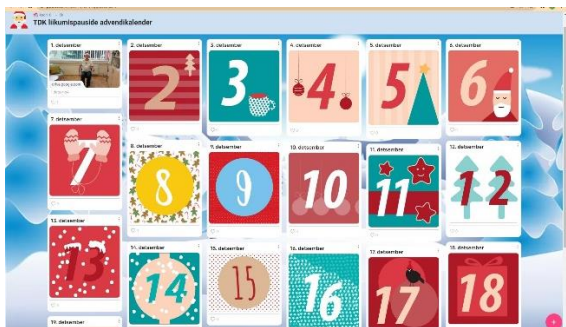 TDK liikumispauside advendikalender
1. detsember
2. detsember
3. detsember
4. detsember
5. detsember
6. detsember
2
3
4
5
6
7. detsember
8. detsember
9. detsember
10. detsember
11. detsember
12. detsember
7
8
9
10
11
12
13. detsember
14. detsember
15. detsember
16. detsember
17. detsember
18. detsember
13
14
15
16
17
18
19. detsember